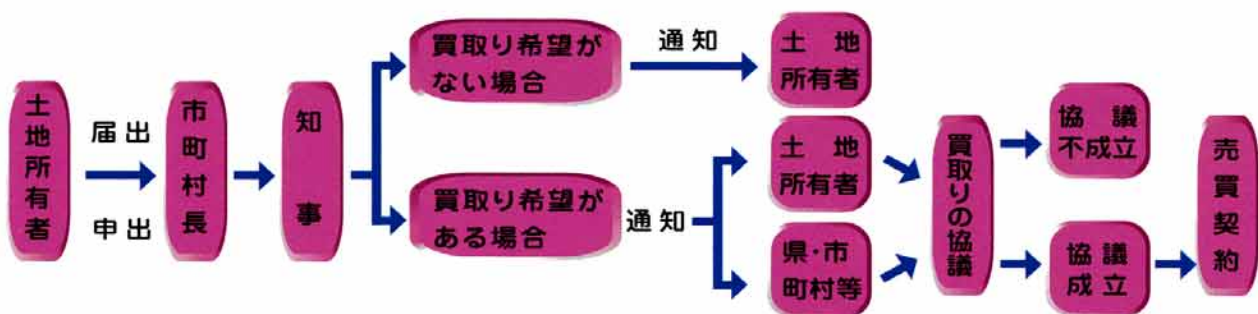 土地所有者
届出
申出
市町村長
知事
買取り希望が
ない場合
通知
土地
所有者
買取り希望が
ある場合
通知
土地
所有者
県・市
町村等
買取りの協議
協議
不成立
協議
成立
売買契約